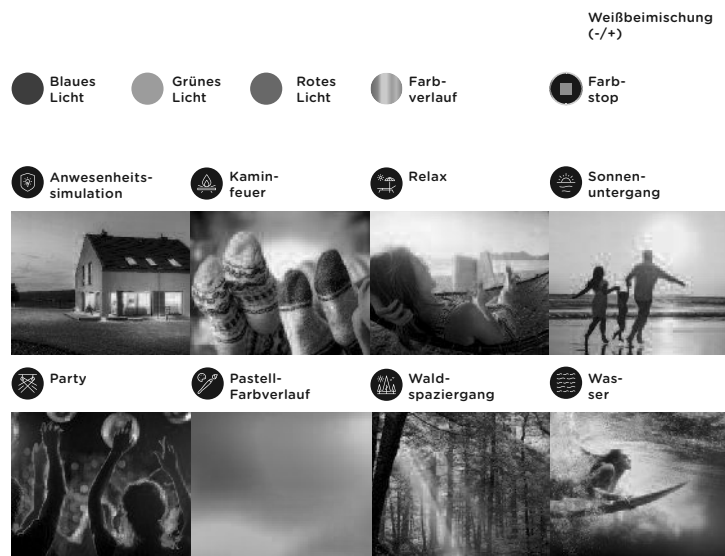 Weißbeimischung
(-/+)
Blaues
Licht
Grünes
Licht
Rotes
Licht
Farb-
verlauf
Farb-
stop
Anwesenheits-
simulation
Kamin-
feuer
Relax
Sonnen-
untergang
Party
Pastell-
Farbverlauf
Wald-
spaziergang
Was-
ser